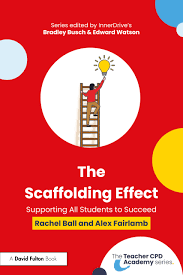 Series edited by InnerDrive's
Bradley Busch & Edward Watson
The
Scaffolding Effect
Supporting All Students to Succeed
Rachel Ball and Alex Fairlamb
A David Fulton Book
The Teacher CPD
Academy series.